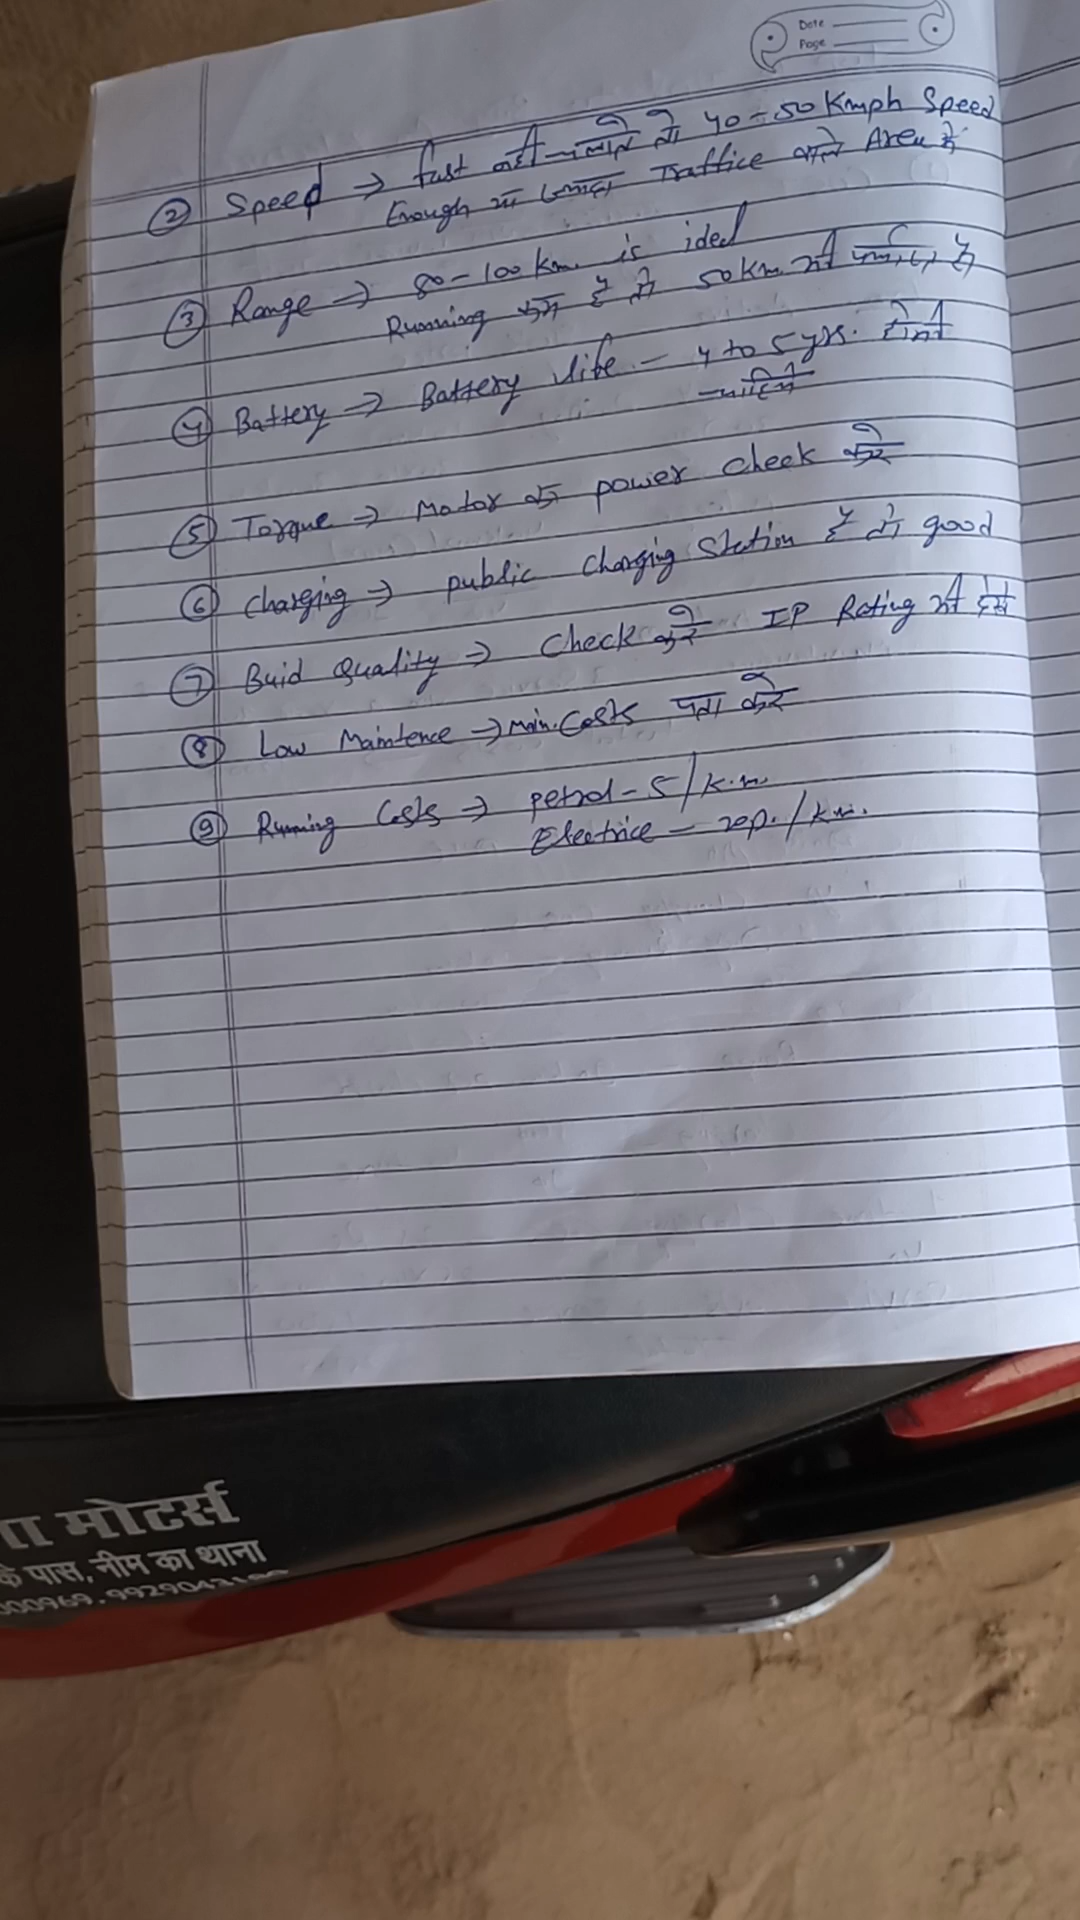 Date
Page
② Speed → fast नहीं चलाने तो 40-50 Kmph Speed
Enough या ज्यादा Traffice वाले Area में
③ Range → 80-100 Km. is ideal
Running कम है तो 50 Km. भी पर्याप्त है
④ Battery → Battery life - 4 to 5 yrs. होनी
चाहिये
⑤ Torque → Motor का power check करे
⑥ Charging → public Charging Station है तो good
⑦ Buid Quality → Check करे IP Rating भी देखे
⑧ Low Maintence → Main. Costs पता करे
⑨ Running Costs → petrol - 5/k.m.
Electrice - 20p./km.
मोटर्स
के पास, नीम का थाना